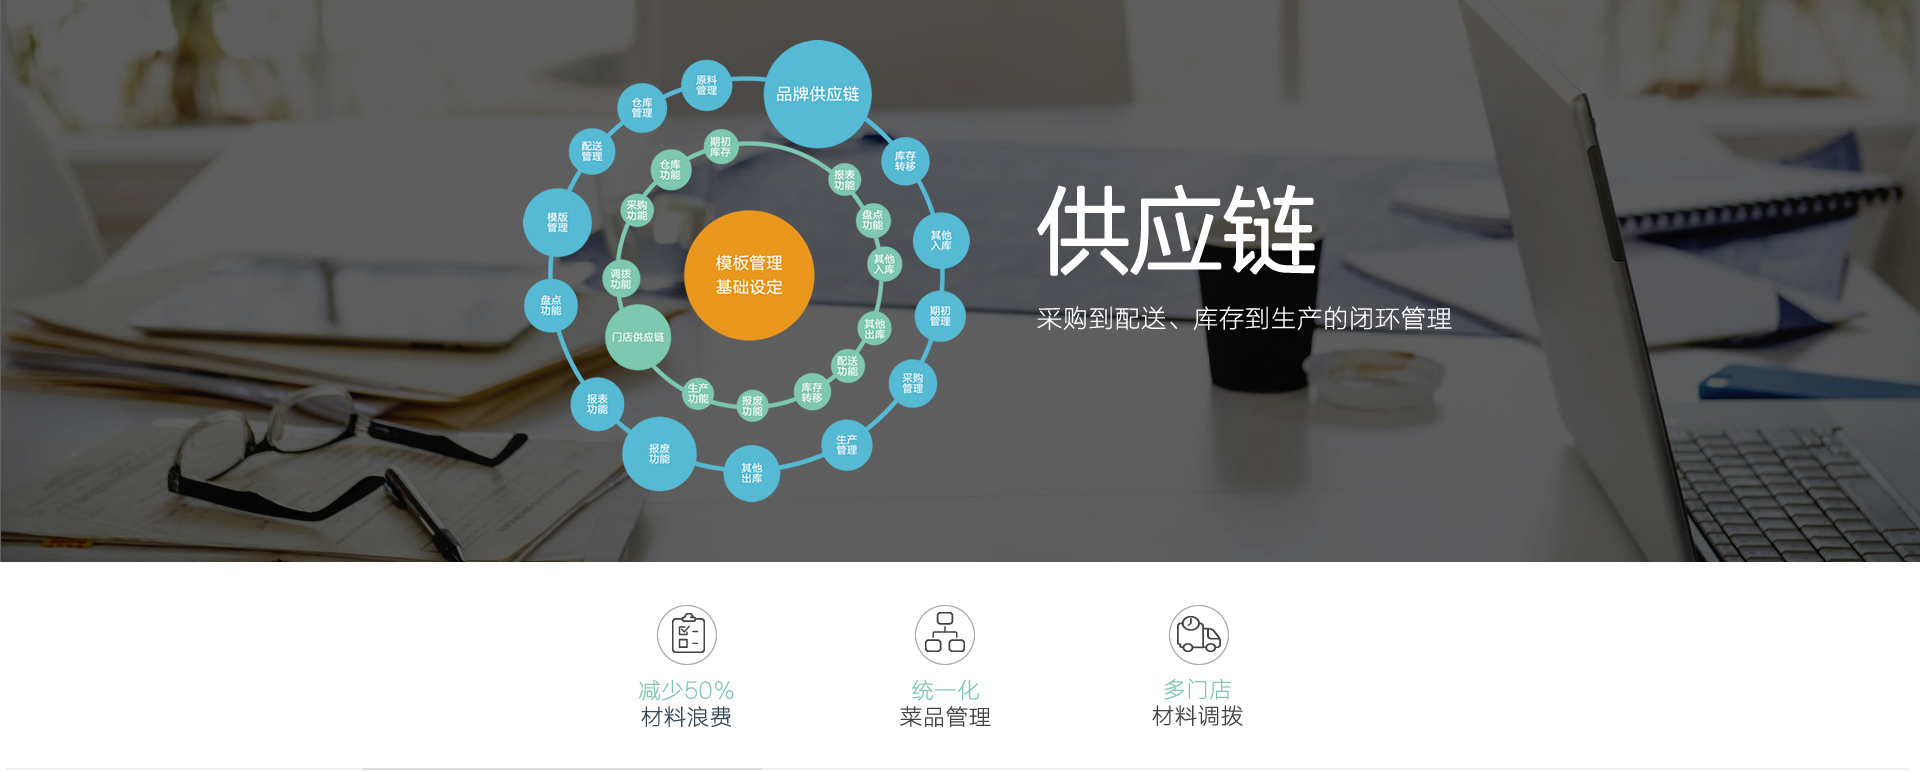 品牌供应链
库存
转移
其他
入库
期初
管理
采购
管理
生产
管理
其他
出库
报废
功能
报表
功能
盘点
功能
模版
管理
配送
管理
仓库
管理
原料
管理
期初
库存
报表
功能
盘点
功能
其他
入库
其他
出库
配送
功能
库存
转移
报废
功能
生产
功能
门店供应链
调拨
功能
采购
功能
仓库
功能
模板管理
基础设定
供应链
采购到配送、库存到生产的闭环管理
减少50%
材料浪费
统一化
菜品管理
多门店
材料调拨